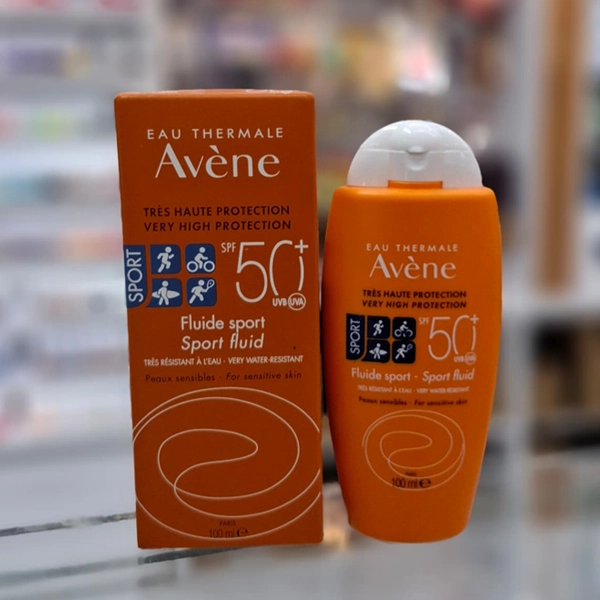 EAU THERMALE
Avène
TRÈS HAUTE PROTECTION
VERY HIGH PROTECTION
SPORT
SPF 50+
UVB UVA
Fluide sport
Sport fluid
TRÈS RÉSISTANT À L'EAU · VERY WATER-RESISTANT
Peaux sensibles · For sensitive skin
PARIS
100 ml e
EAU THERMALE
Avène
TRÈS HAUTE PROTECTION
VERY HIGH PROTECTION
SPORT
SPF 50+
UVB UVA
Fluide sport · Sport fluid
TRÈS RÉSISTANT À L'EAU · VERY WATER-RESISTANT
Peaux sensibles · For sensitive skin
PARIS
100 ml e